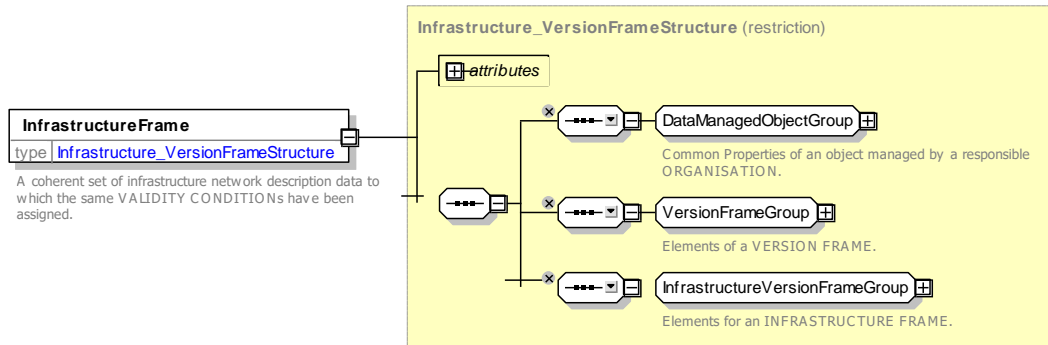 Infrastructure_VersionFrameStructure (restriction)
attributes
InfrastructureFrame
type Infrastructure_VersionFrameStructure
A coherent set of infrastructure network description data to
which the same VALIDITY CONDITIONs have been
assigned.
DataManagedObjectGroup
Common Properties of an object managed by a responsible
ORGANISATION.
VersionFrameGroup
Elements of a VERSION FRAME.
InfrastructureVersionFrameGroup
Elements for an INFRASTRUCTURE FRAME.